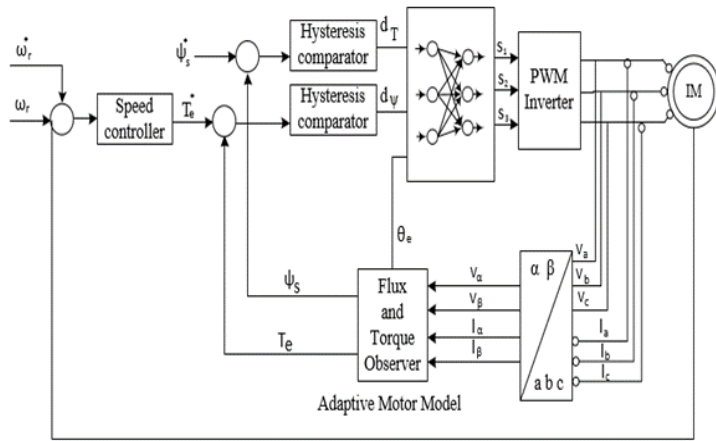 ω*r
ωr
Speed
controller
T*e
ψ*s
Hysteresis
comparator
dT
Hysteresis
comparator
dψ
S1
S2
S3
PWM
Inverter
IM
θe
ψs
Te
Flux
and
Torque
Observer
Vα
Vβ
Iα
Iβ
α β
a b c
Va
Vb
Vc
Ia
Ib
Ic
Adaptive Motor Model